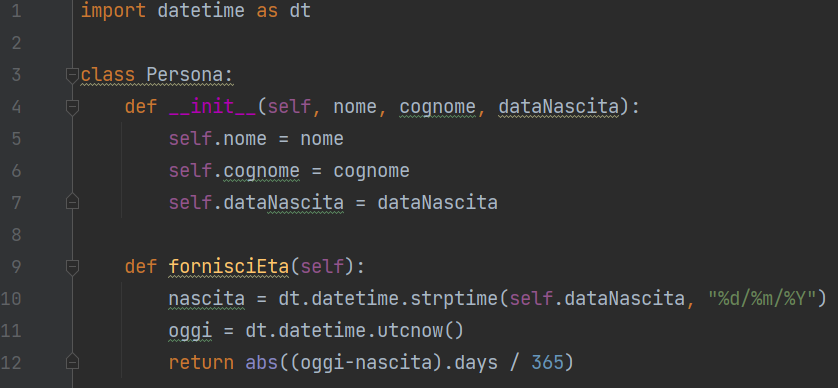 1 import datetime as dt
2
3 class Persona:
4     def __init__(self, nome, cognome, dataNascita):
5         self.nome = nome
6         self.cognome = cognome
7         self.dataNascita = dataNascita
8
9     def fornisciEta(self):
10         nascita = dt.datetime.strptime(self.dataNascita, "%d/%m/%Y")
11         oggi = dt.datetime.utcnow()
12         return abs((oggi-nascita).days / 365)